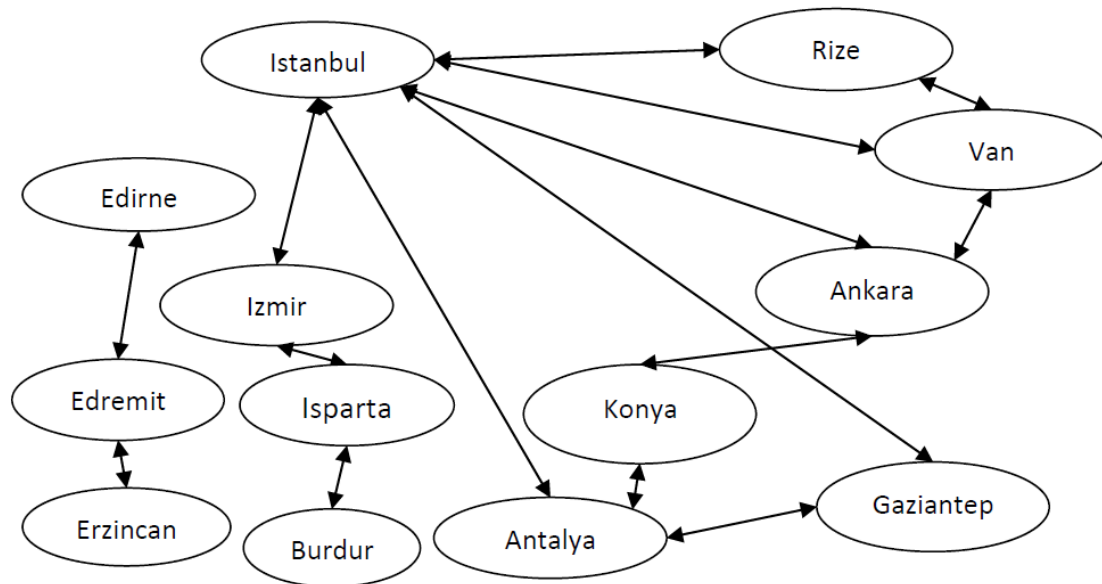 Istanbul
Rize
Van
Edirne
Izmir
Ankara
Edremit
Isparta
Konya
Erzincan
Burdur
Antalya
Gaziantep